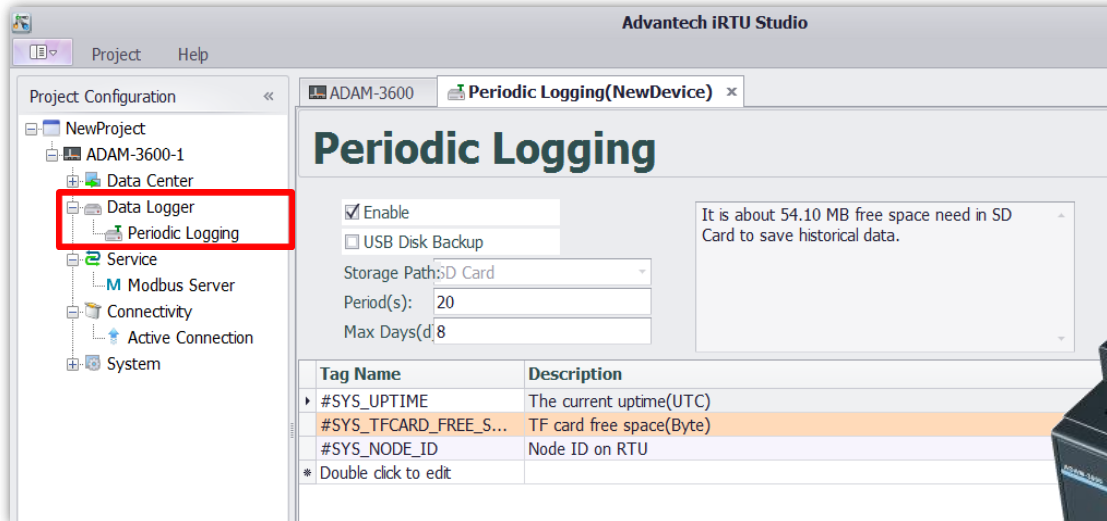 Advantech iRTU Studio
Project Help
Project Configuration «
ADAM-3600
Periodic Logging(NewDevice) ×
NewProject
ADAM-3600-1
Data Center
Data Logger
Periodic Logging
Service
Modbus Server
Connectivity
Active Connection
System
Periodic Logging
Enable
USB Disk Backup
Storage Path: SD Card
Period(s): 20
Max Days(d 8
It is about 54.10 MB free space need in SD
Card to save historical data.
Tag Name Description
#SYS_UPTIME The current uptime(UTC)
#SYS_TFCARD_FREE_S... TF card free space(Byte)
#SYS_NODE_ID Node ID on RTU
* Double click to edit
ADAM-3600